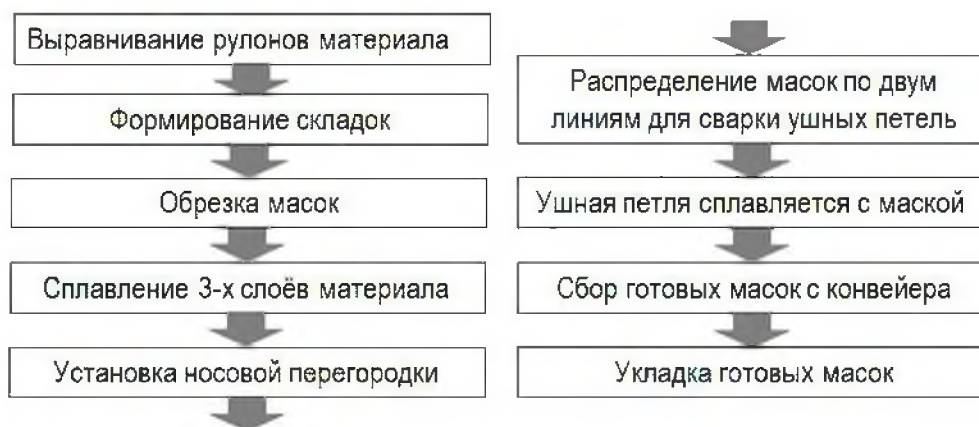 Выравнивание рулонов материала
Формирование складок
Обрезка масок
Сплавление 3-х слоёв материала
Установка носовой перегородки
Распределение масок по двум
линиям для сварки ушных петель
Ушная петля сплавляется с маской
Сбор готовых масок с конвейера
Укладка готовых масок